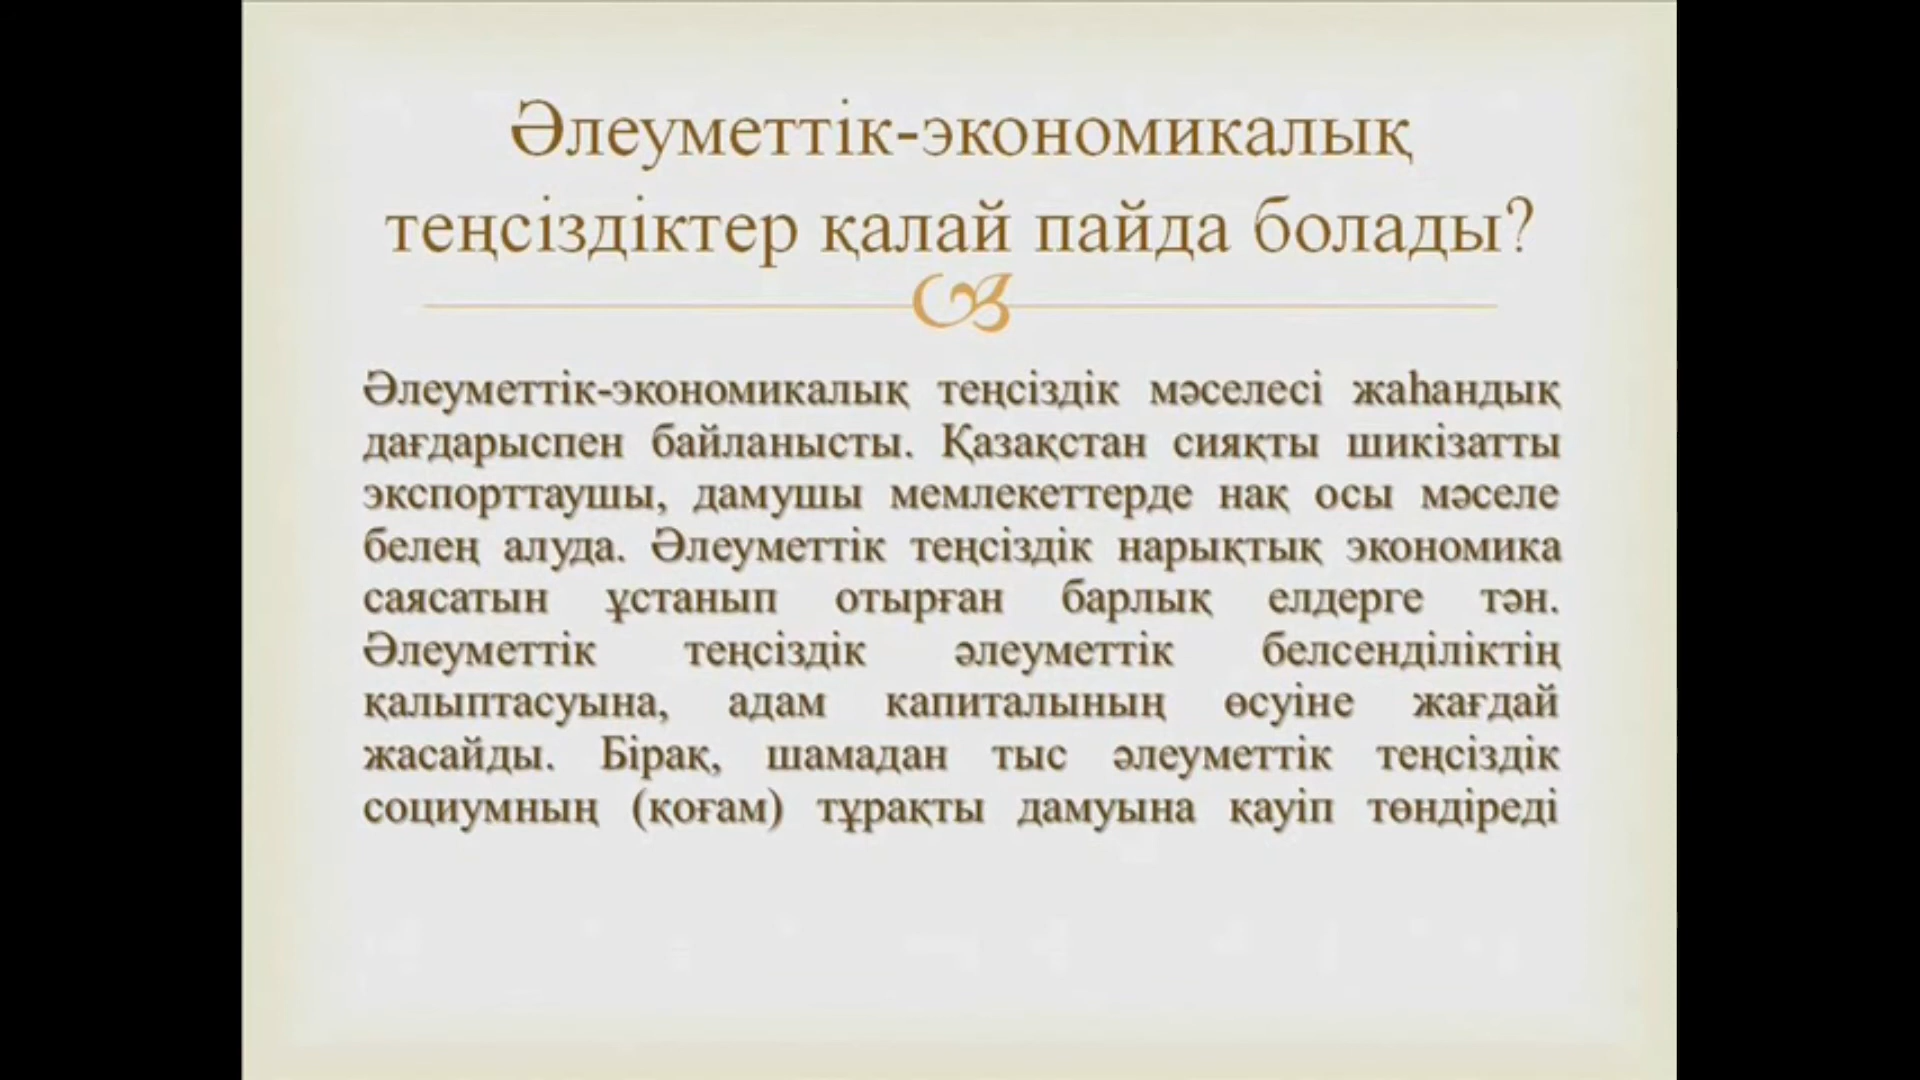 Әлеуметтік-экономикалық
теңсіздіктер қалай пайда болады?
Әлеуметтік-экономикалық теңсіздік мәселесі жаһандық
дағдарыспен байланысты. Қазақстан сияқты шикізатты
экспорттаушы, дамушы мемлекеттерде нақ осы мәселе
белең алуда. Әлеуметтік теңсіздік нарықтық экономика
саясатын ұстанып отырған барлық елдерге тән.
Әлеуметтік теңсіздік әлеуметтік белсенділіктің
қалыптасуына, адам капиталының өсуіне жағдай
жасайды. Бірақ, шамадан тыс әлеуметтік теңсіздік
социумның (қоғам) тұрақты дамуына қауіп төндіреді